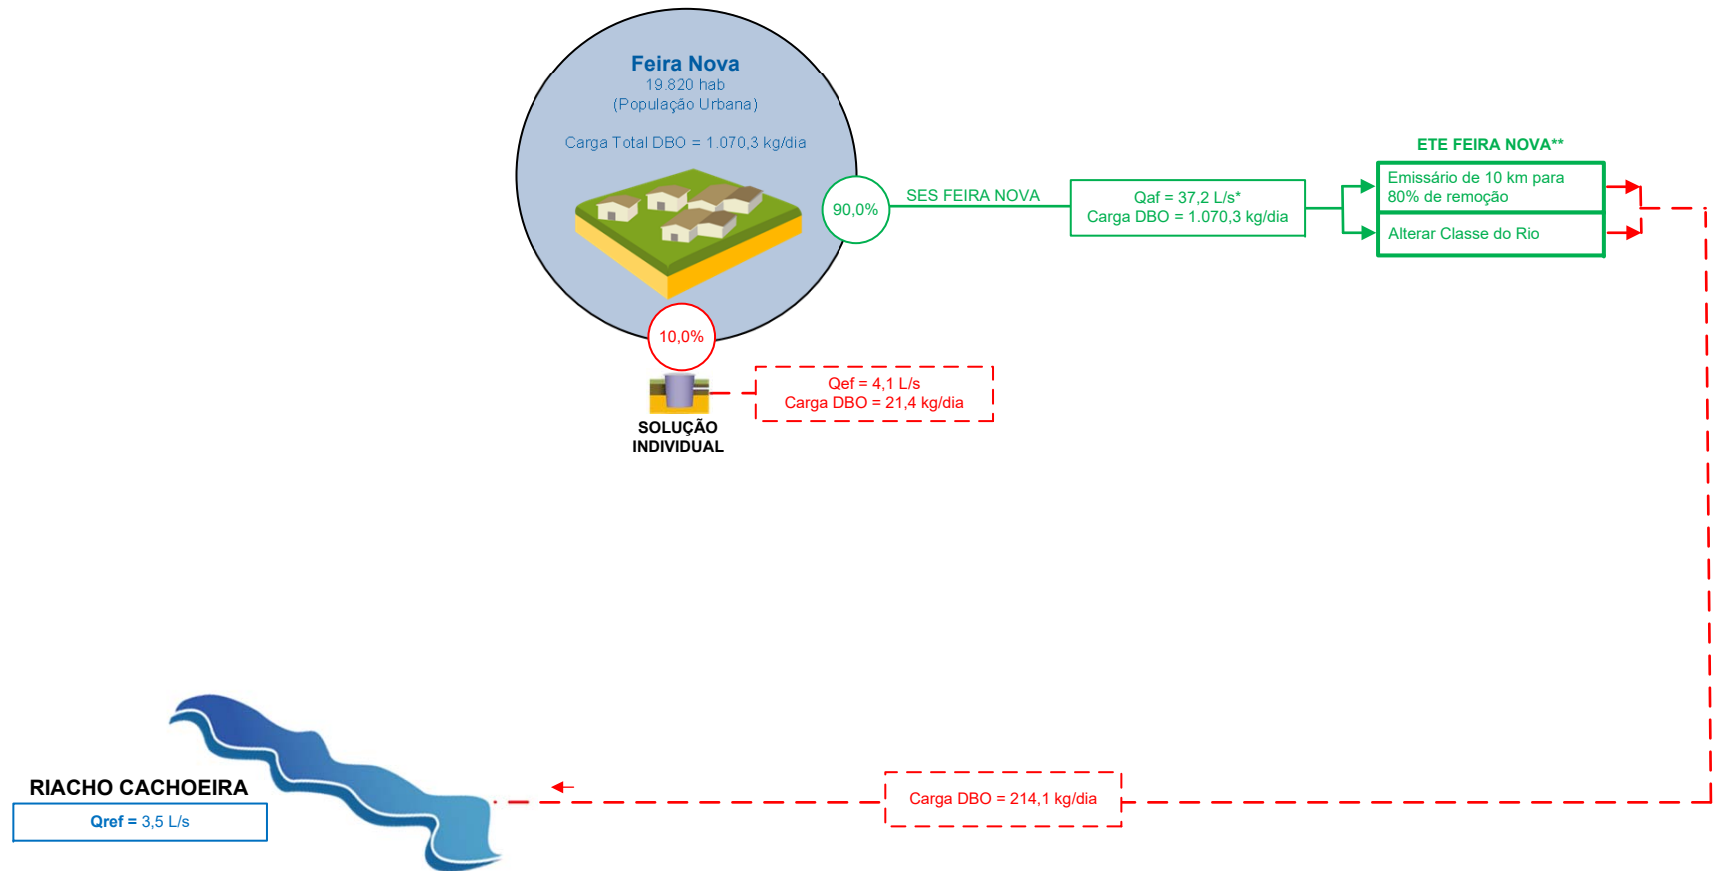 Feira Nova
19.820 hab
(População Urbana)
Carga Total DBO = 1.070,3 kg/dia
90,0%
SES FEIRA NOVA
Qaf = 37,2 L/s*
Carga DBO = 1.070,3 kg/dia
ETE FEIRA NOVA**
Emissário de 10 km para
80% de remoção
Alterar Classe do Rio
10,0%
Qef = 4,1 L/s
Carga DBO = 21,4 kg/dia
SOLUÇÃO
INDIVIDUAL
RIACHO CACHOEIRA
Qref = 3,5 L/s
Carga DBO = 214,1 kg/dia